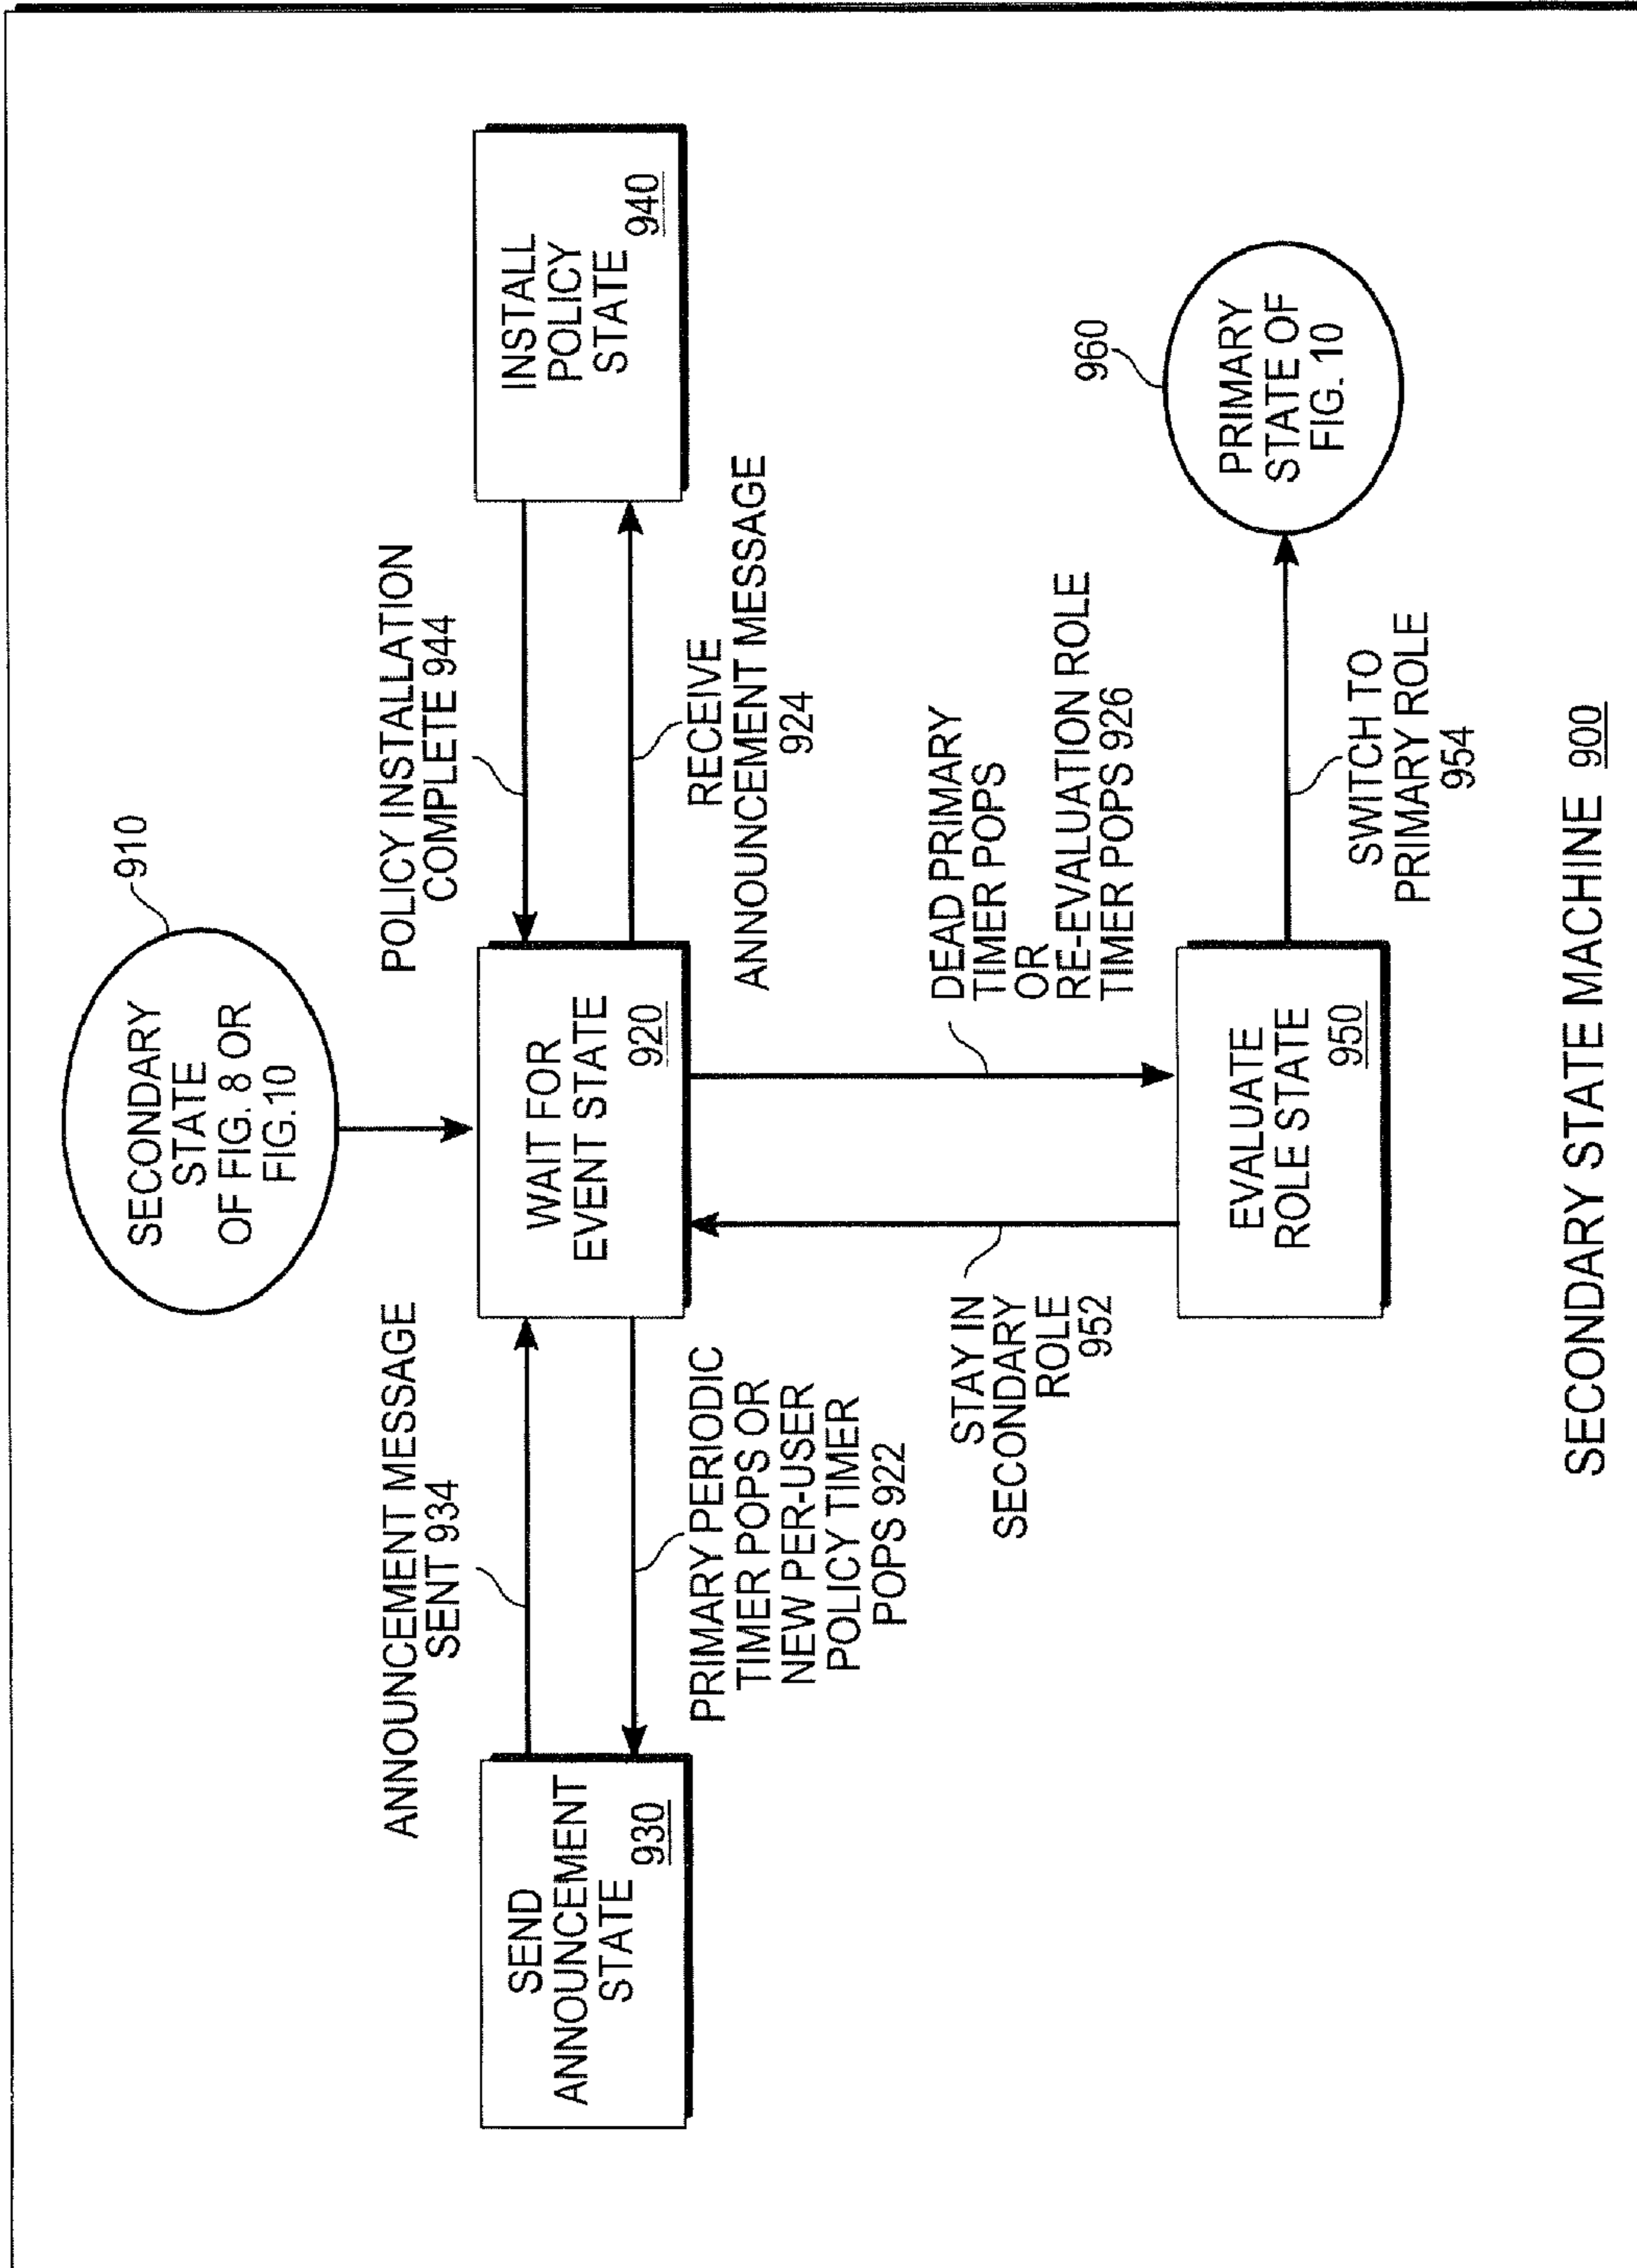 SECONDARY
STATE
OF FIG. 8 OR
FIG.10
910
ANNOUNCEMENT MESSAGE
SENT 934
POLICY INSTALLATION
COMPLETE 944
SEND
ANNOUNCEMENT
STATE
930
WAIT FOR
EVENT STATE
920
INSTALL
POLICY
STATE
940
PRIMARY PERIODIC
TIMER POPS OR
NEW PER-USER
POLICY TIMER
POPS 922
RECEIVE
ANNOUNCEMENT MESSAGE
924
STAY IN
SECONDARY
ROLE
952
DEAD PRIMARY
TIMER POPS
OR
RE-EVALUATION ROLE
TIMER POPS 926
960
EVALUATE
ROLE STATE
950
PRIMARY
STATE OF
FIG. 10
SWITCH TO
PRIMARY ROLE
954
SECONDARY STATE MACHINE 900